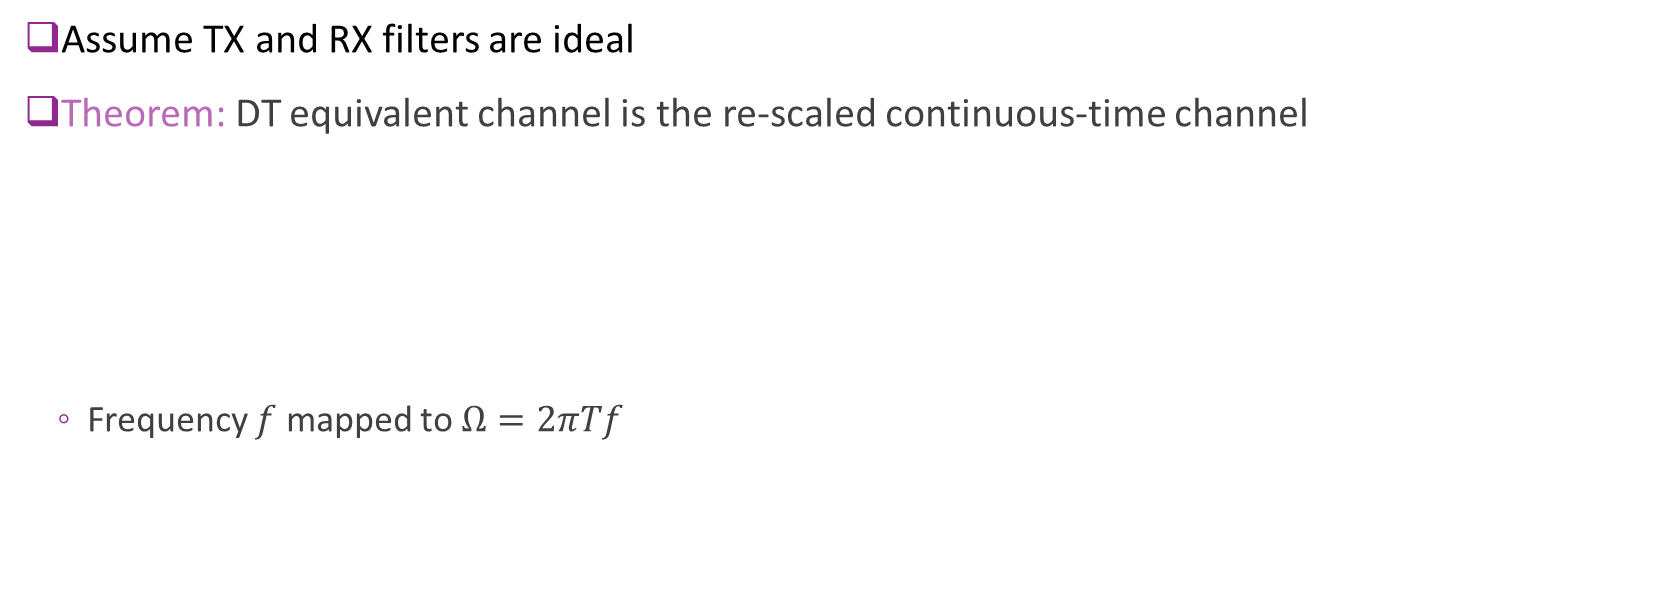 ❑Assume TX and RX filters are ideal
❑Theorem: DT equivalent channel is the re-scaled continuous-time channel
◦ Frequency 𝑓 mapped to Ω = 2𝜋𝑇𝑓